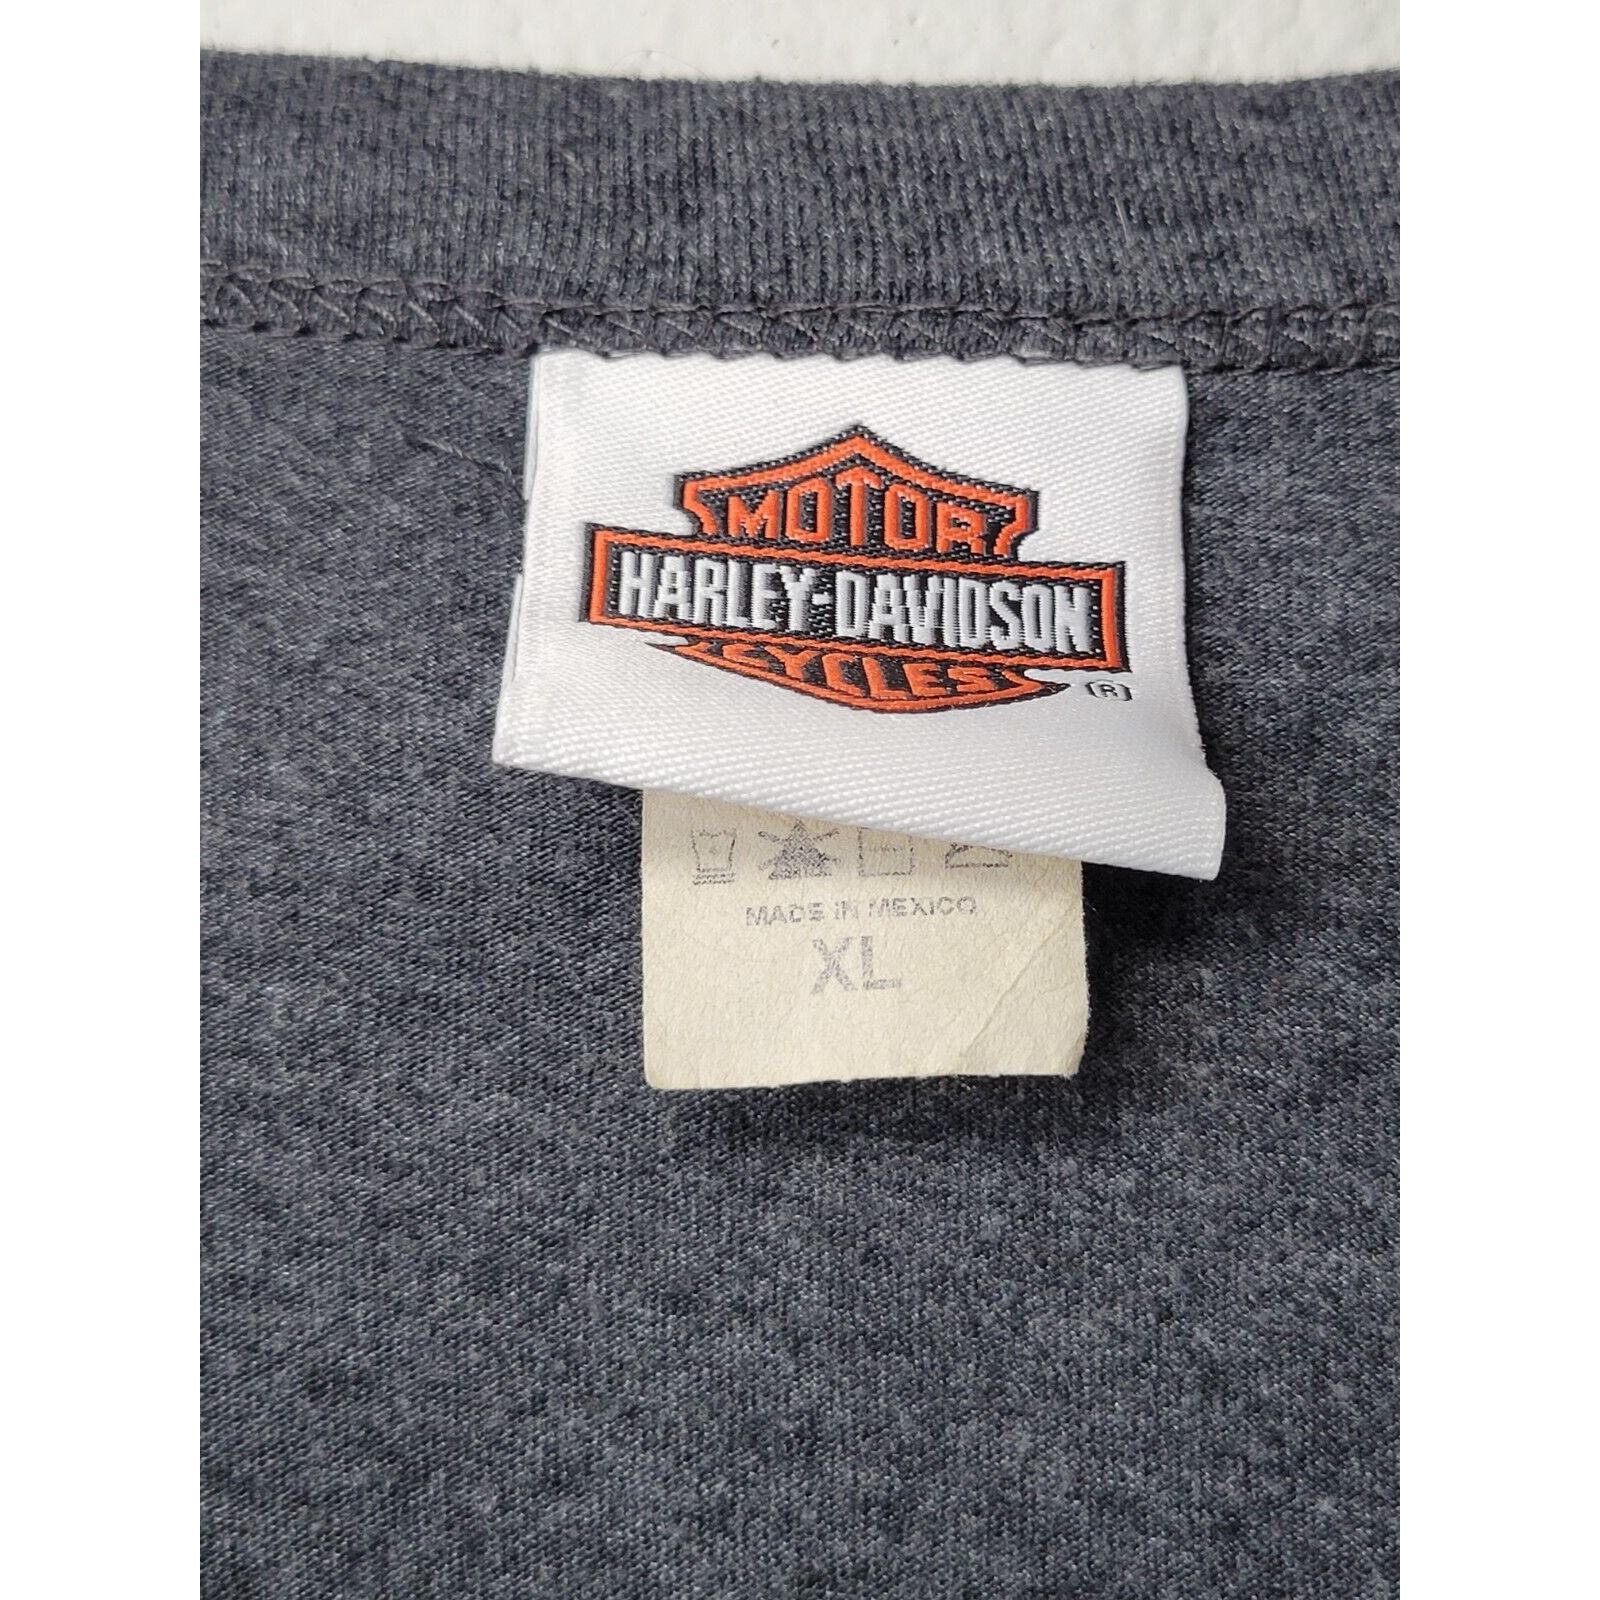 MOTOR
HARLEY-DAVIDSON
CYCLES
®
MADE IN MEXICO
XL